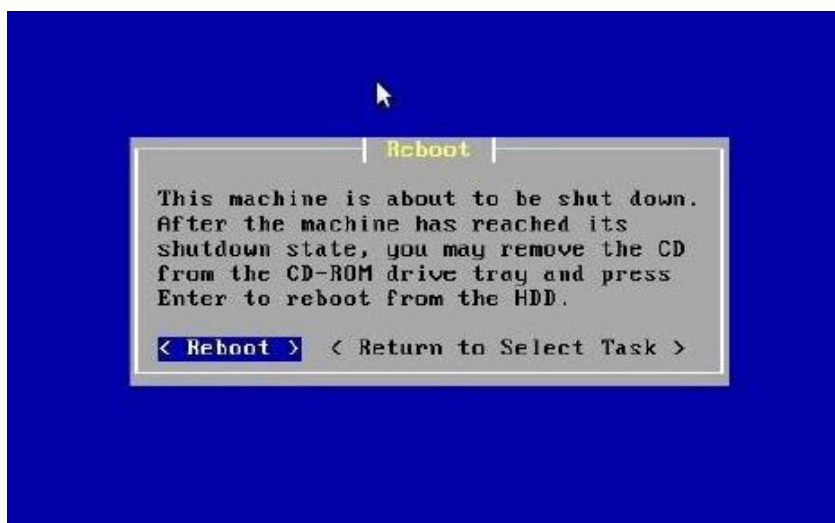 Reboot
This machine is about to be shut down.
After the machine has reached its
shutdown state, you may remove the CD
from the CD-ROM drive tray and press
Enter to reboot from the HDD.
< Reboot > < Return to Select Task >